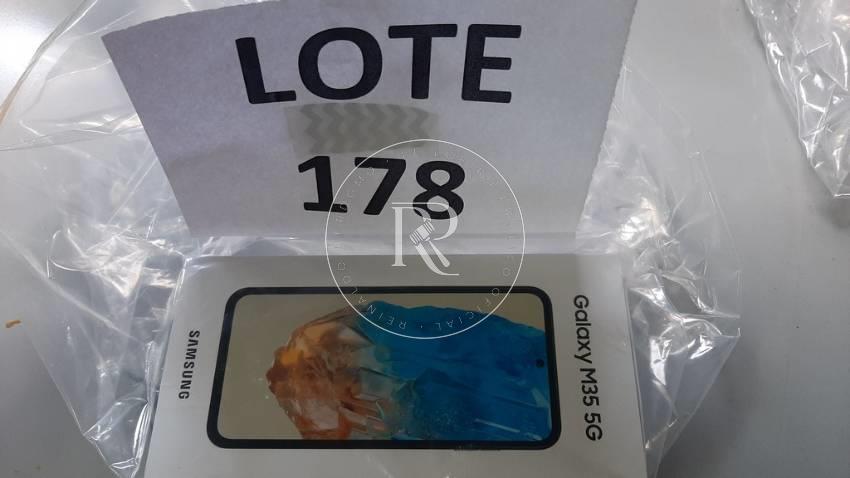 LOTE
178
SAMSUNG
Galaxy M35 5G